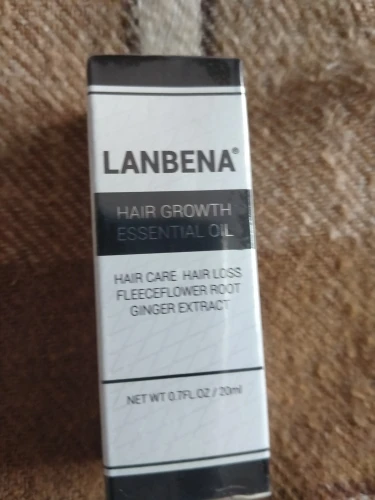 LANBENA®
HAIR GROWTH
ESSENTIAL OIL
HAIR CARE HAIR LOSS
FLEECEFLOWER ROOT
GINGER EXTRACT
NET WT 0.7FL.OZ / 20ml